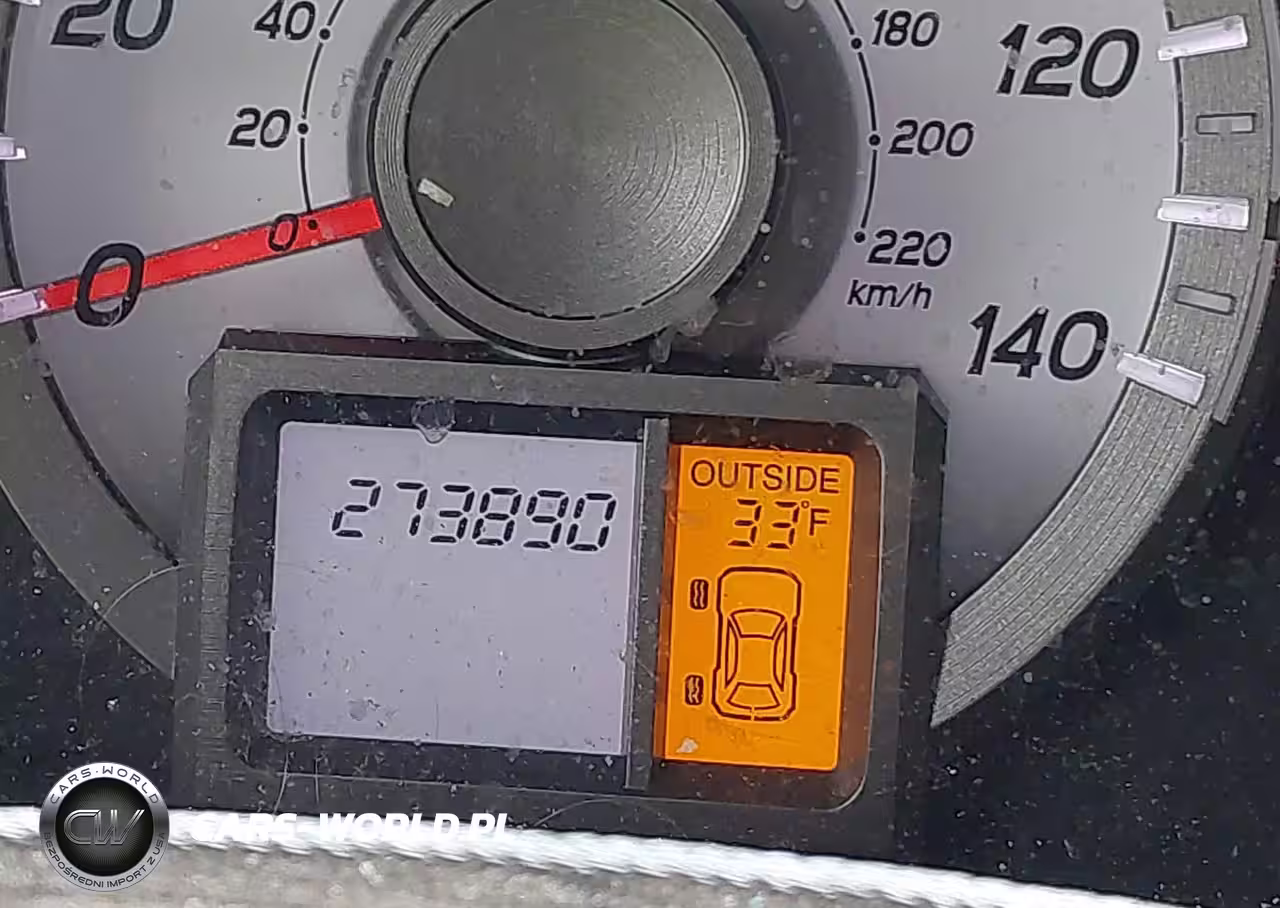 20
40
180
120
20
200
0
0
220
km/h
140
273890
OUTSIDE
33°F
CARS-WORLD
CW
BEZPOŚREDNI IMPORT Z USA
CARS-WORLD.PL